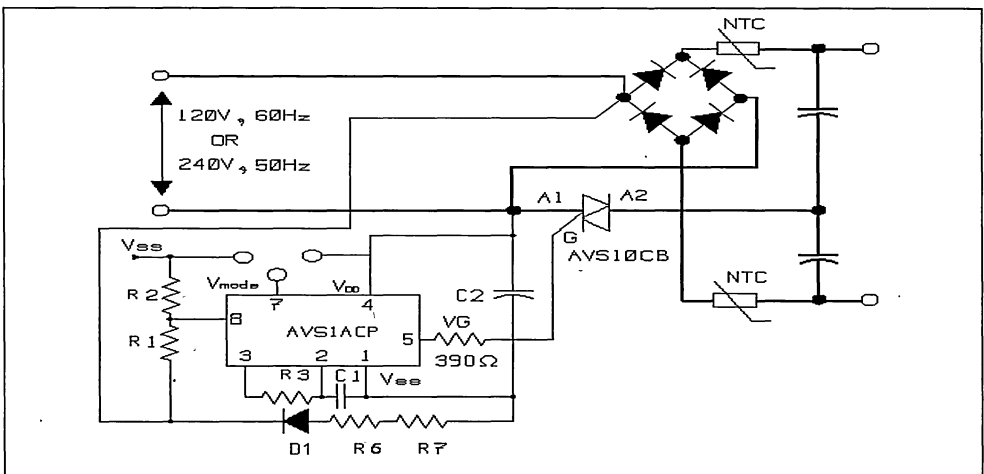 NTC
120V, 60Hz
OR
240V, 50Hz
A1
A2
G
AVS10CB
Vss
Vmode
VDD
R2
7
4
C2
NTC
8
AVS1ACP
5
VG
R1
390Ω
3
2
1
R3
C1
Vss
D1
R6
R7